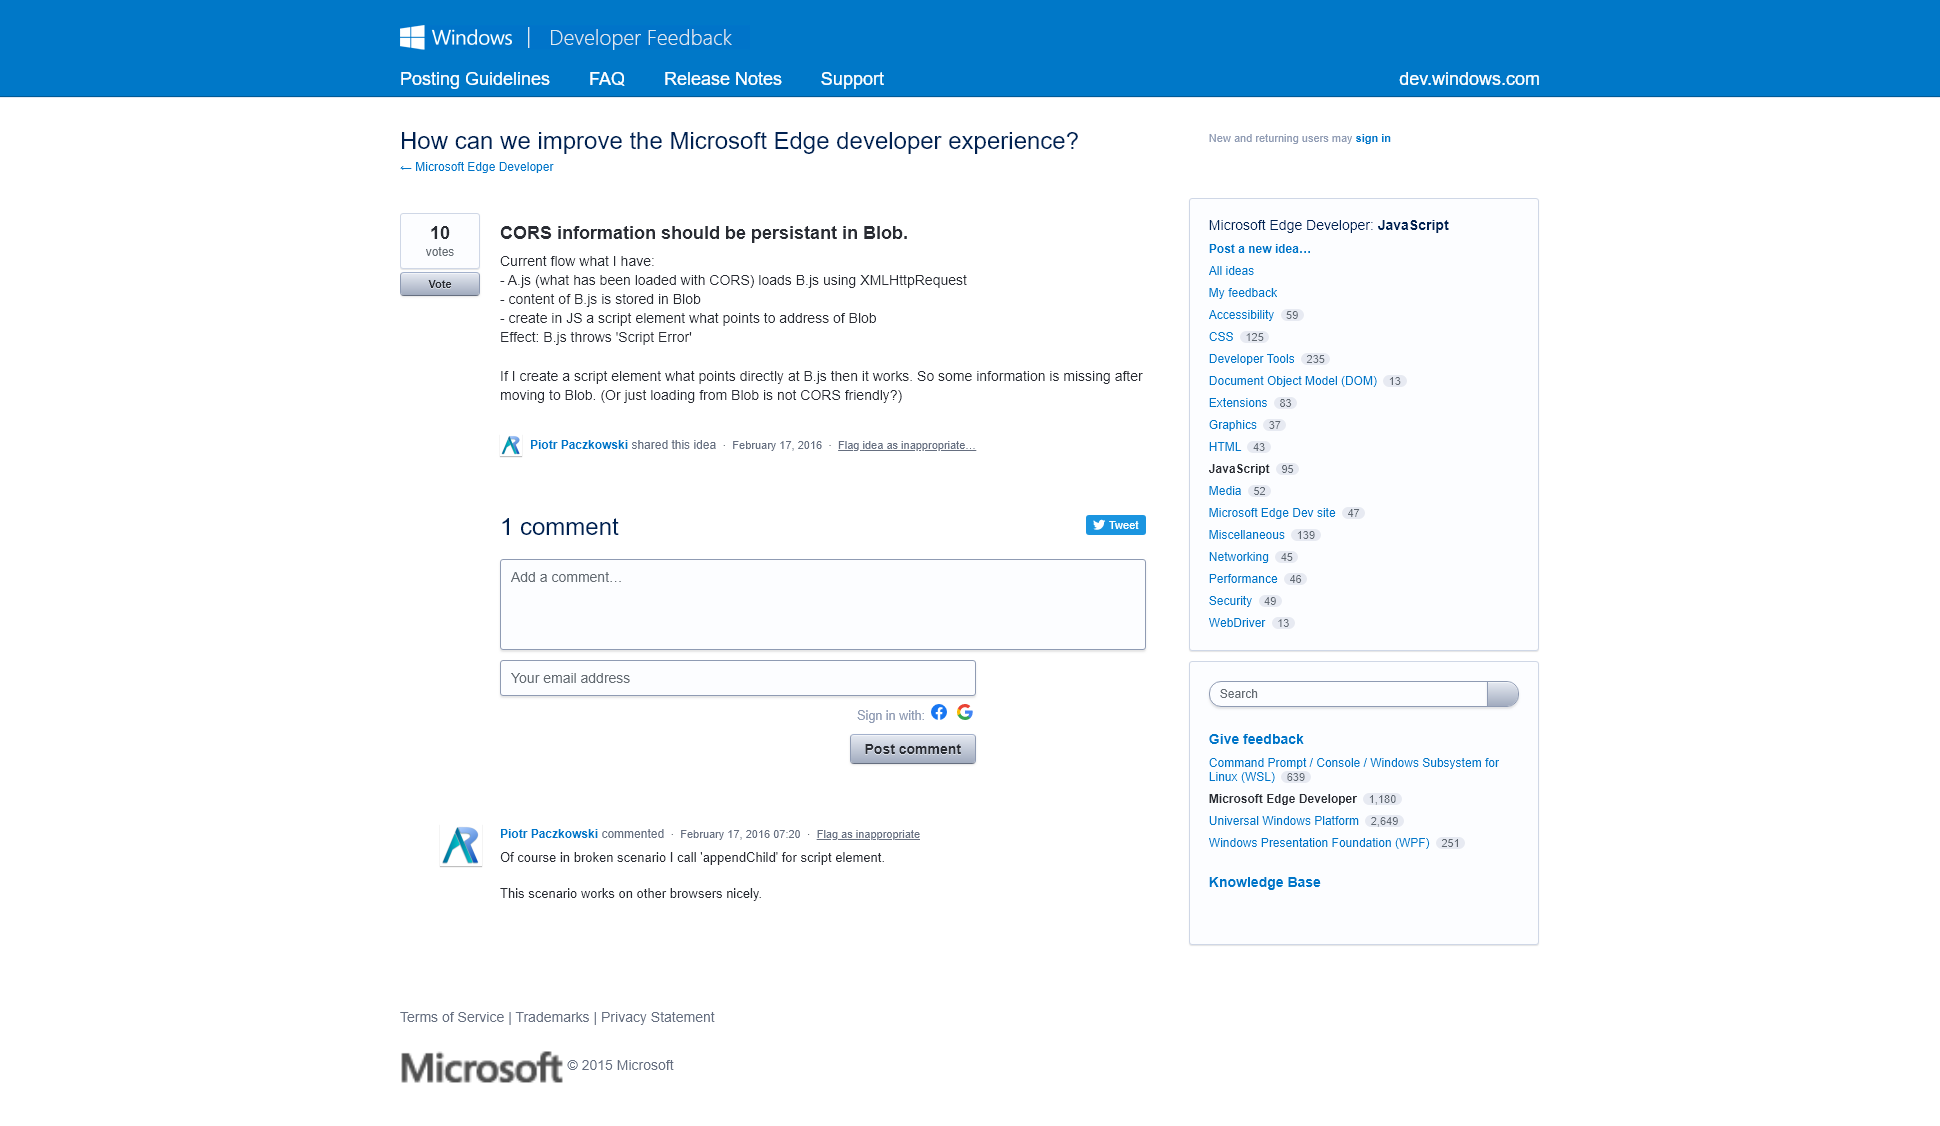 Windows | Developer Feedback
Posting Guidelines FAQ Release Notes Support dev.windows.com
How can we improve the Microsoft Edge developer experience?
← Microsoft Edge Developer
New and returning users may sign in
10
votes
Vote
CORS information should be persistant in Blob.
Current flow what I have:
- A.js (what has been loaded with CORS) loads B.js using XMLHttpRequest
- content of B.js is stored in Blob
- create in JS a script element what points to address of Blob
Effect: B.js throws 'Script Error'
If I create a script element what points directly at B.js then it works. So some information is missing after
moving to Blob. (Or just loading from Blob is not CORS friendly?)
Piotr Paczkowski shared this idea · February 17, 2016 · Flag idea as inappropriate…
1 comment
Tweet
Add a comment…
Your email address
Sign in with:
Post comment
Piotr Paczkowski commented · February 17, 2016 07:20 · Flag as inappropriate
Of course in broken scenario I call 'appendChild' for script element.
This scenario works on other browsers nicely.
Microsoft Edge Developer: JavaScript
Post a new idea…
All ideas
My feedback
Accessibility 59
CSS 125
Developer Tools 235
Document Object Model (DOM) 13
Extensions 83
Graphics 37
HTML 43
JavaScript 95
Media 52
Microsoft Edge Dev site 47
Miscellaneous 139
Networking 45
Performance 46
Security 49
WebDriver 13
Search
Give feedback
Command Prompt / Console / Windows Subsystem for
Linux (WSL) 639
Microsoft Edge Developer 1,180
Universal Windows Platform 2,649
Windows Presentation Foundation (WPF) 251
Knowledge Base
Terms of Service | Trademarks | Privacy Statement
Microsoft © 2015 Microsoft